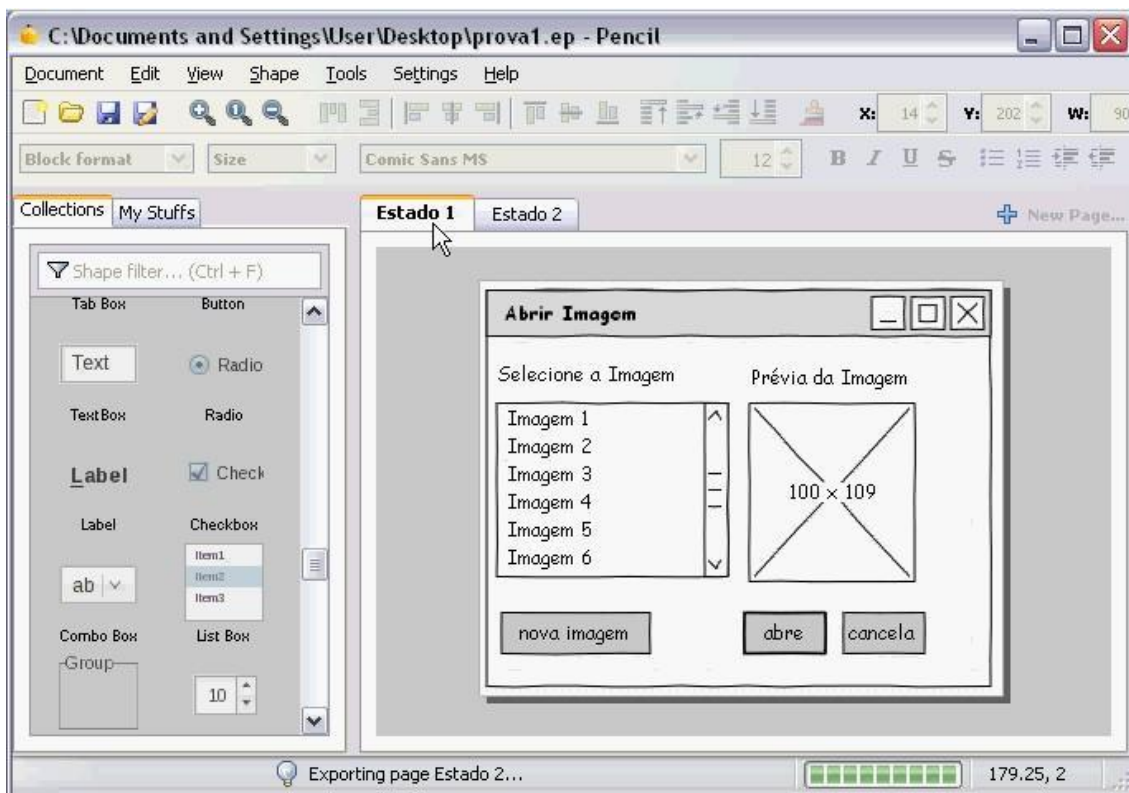 C:\Documents and Settings\User\Desktop\prova1.ep - Pencil
Document Edit View Shape Tools Settings Help
X: 14 Y: 202 W: 90
Block format Size Comic Sans MS 12 B I U S
Collections My Stuffs
Estado 1 Estado 2 New Page...
Shape filter... (Ctrl + F)
Tab Box Button
Text Radio
TextBox Radio
Label Check
Label Checkbox
ab
Item1
Item2
Item3
Combo Box List Box
Group
10
Abrir Imagem
Selecione a Imagem
Imagem 1
Imagem 2
Imagem 3
Imagem 4
Imagem 5
Imagem 6
Prévia da Imagem
100 x 109
nova imagem abre cancela
Exporting page Estado 2... 179.25, 2